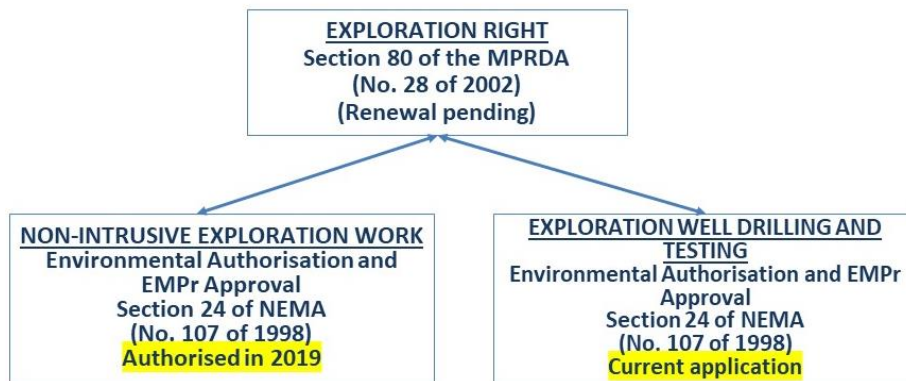 EXPLORATION RIGHT
Section 80 of the MPRDA
(No. 28 of 2002)
(Renewal pending)
NON-INTRUSIVE EXPLORATION WORK
Environmental Authorisation and
EMPr Approval
Section 24 of NEMA
(No. 107 of 1998)
Authorised in 2019
EXPLORATION WELL DRILLING AND
TESTING
Environmental Authorisation and EMPr
Approval
Section 24 of NEMA
(No. 107 of 1998)
Current application